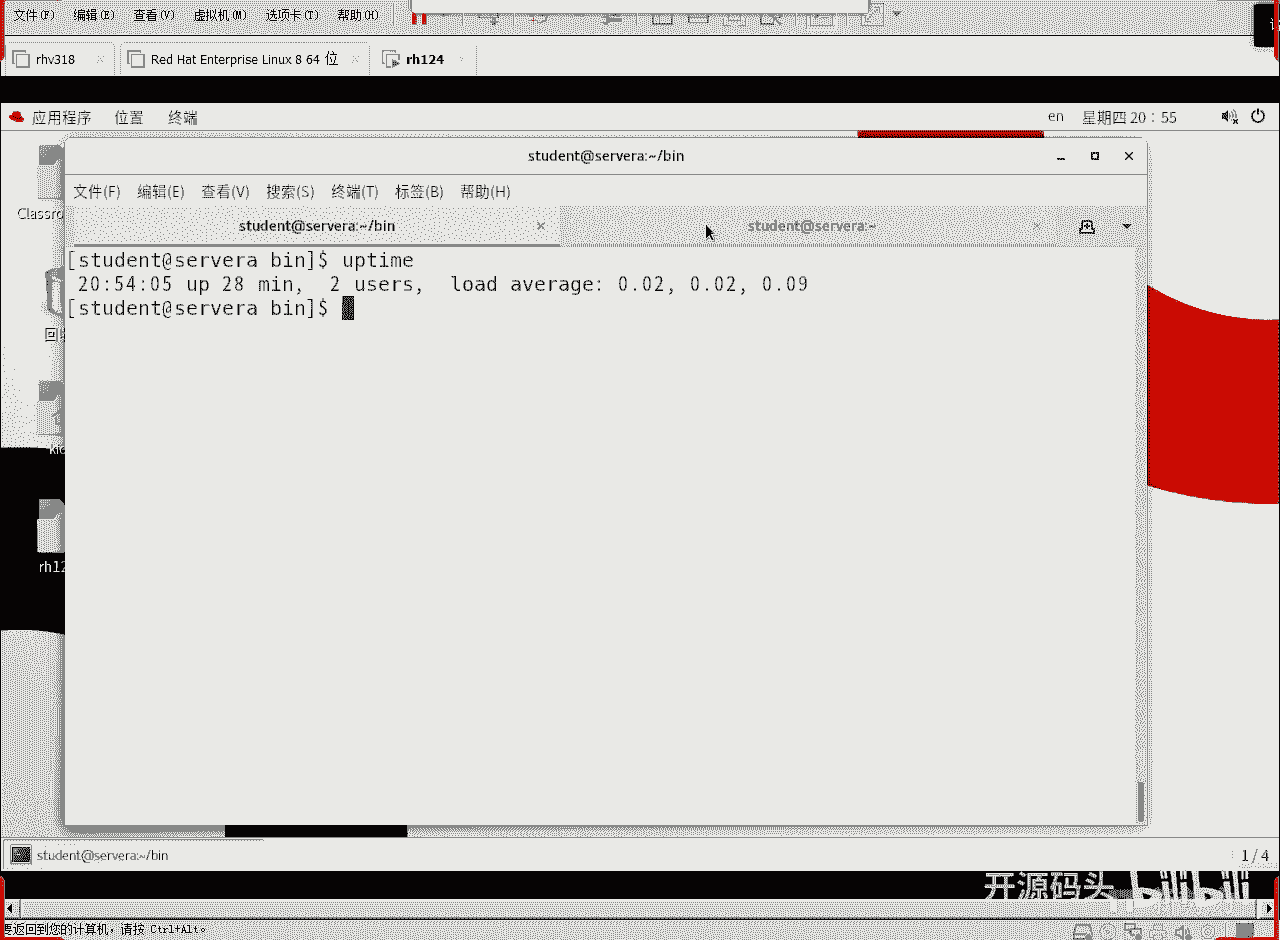 文件(F) 编辑(E) 查看(V) 虚拟机(M) 选项卡(T) 帮助(H)
rhv318 Red Hat Enterprise Linux 8 64 位 rh124
应用程序 位置 终端 en 星期四 20：55
student@servera:~/bin
文件(F) 编辑(E) 查看(V) 搜索(S) 终端(T) 标签(B) 帮助(H)
Classro
student@servera:~/bin student@servera:~
[student@servera bin]$ uptime
20:54:05 up 28 min, 2 users, load average: 0.02, 0.02, 0.09
[student@servera bin]$
回
rh12
student@servera:~/bin 1 / 4
开源码头 bilibili
要返回到您的计算机，请按 Ctrl+Alt。